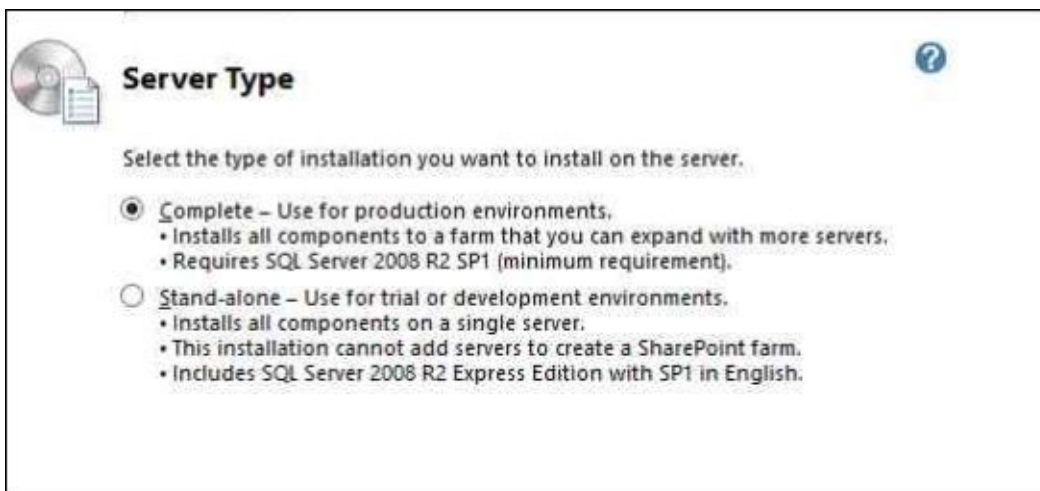 Server Type
?
Select the type of installation you want to install on the server.
Complete – Use for production environments.
• Installs all components to a farm that you can expand with more servers.
• Requires SQL Server 2008 R2 SP1 (minimum requirement).
Stand-alone – Use for trial or development environments.
• Installs all components on a single server.
• This installation cannot add servers to create a SharePoint farm.
• Includes SQL Server 2008 R2 Express Edition with SP1 in English.